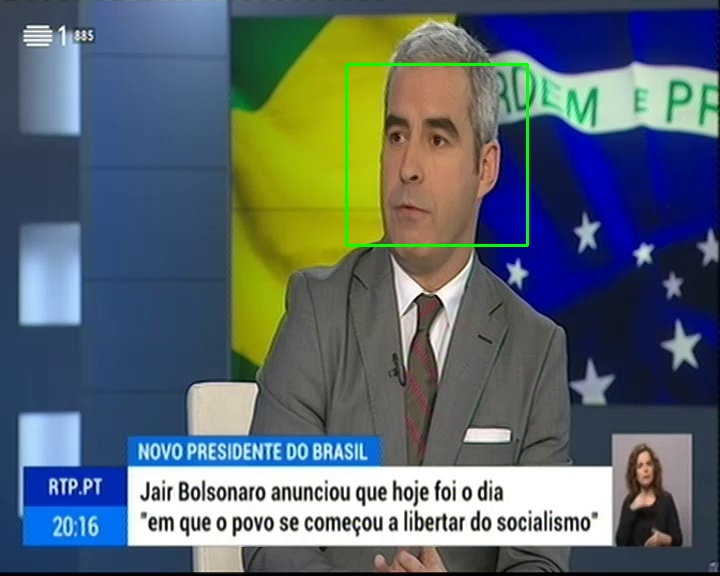 1 885
RDEM E PR
NOVO PRESIDENTE DO BRASIL
RTP.PT
Jair Bolsonaro anunciou que hoje foi o dia
20:16
"em que o povo se começou a libertar do socialismo"